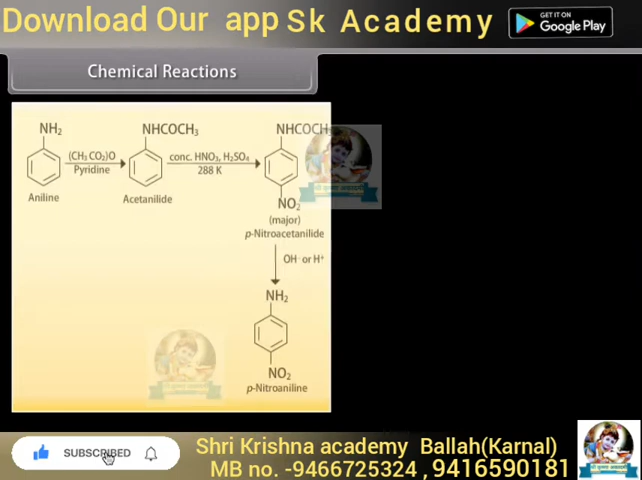 Download Our app Sk Academy
GET IT ON
Google Play
Chemical Reactions
NH₂
(CH₃ CO₂)O
Pyridine
Aniline
NHCOCH₃
Acetanilide
conc. HNO₃, H₂SO₄
288 K
NHCOCH₃
NO₂
(major)
p-Nitroacetanilide
OH⁻ or H⁺
NH₂
NO₂
p-Nitroaniline
SUBSCRIBED
Shri Krishna academy Ballah(Karnal)
MB no. -9466725324 , 9416590181